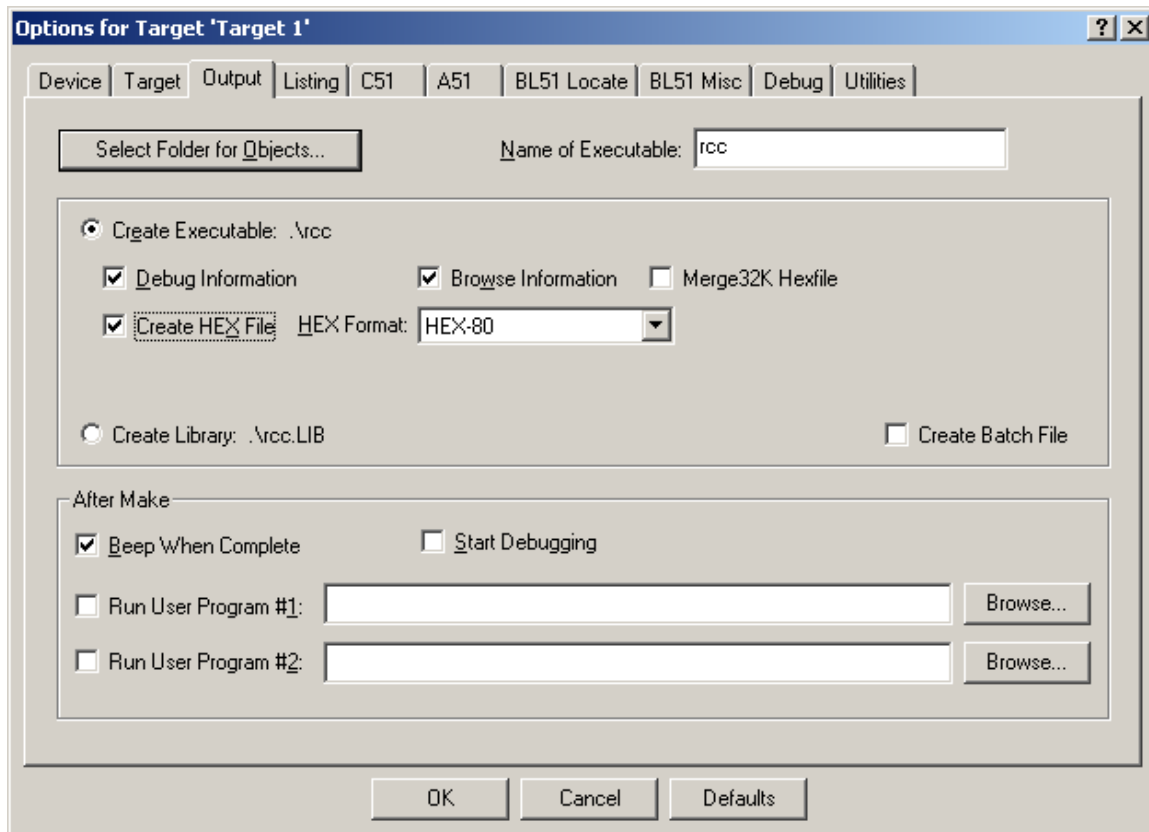 Options for Target 'Target 1'
Device Target Output Listing C51 A51 BL51 Locate BL51 Misc Debug Utilities
Select Folder for Objects... Name of Executable: rcc
Create Executable: .\rcc
Debug Information Browse Information Merge32K Hexfile
Create HEX File HEX Format: HEX-80
Create Library: .\rcc.LIB Create Batch File
After Make
Beep When Complete Start Debugging
Run User Program #1: Browse...
Run User Program #2: Browse...
OK Cancel Defaults